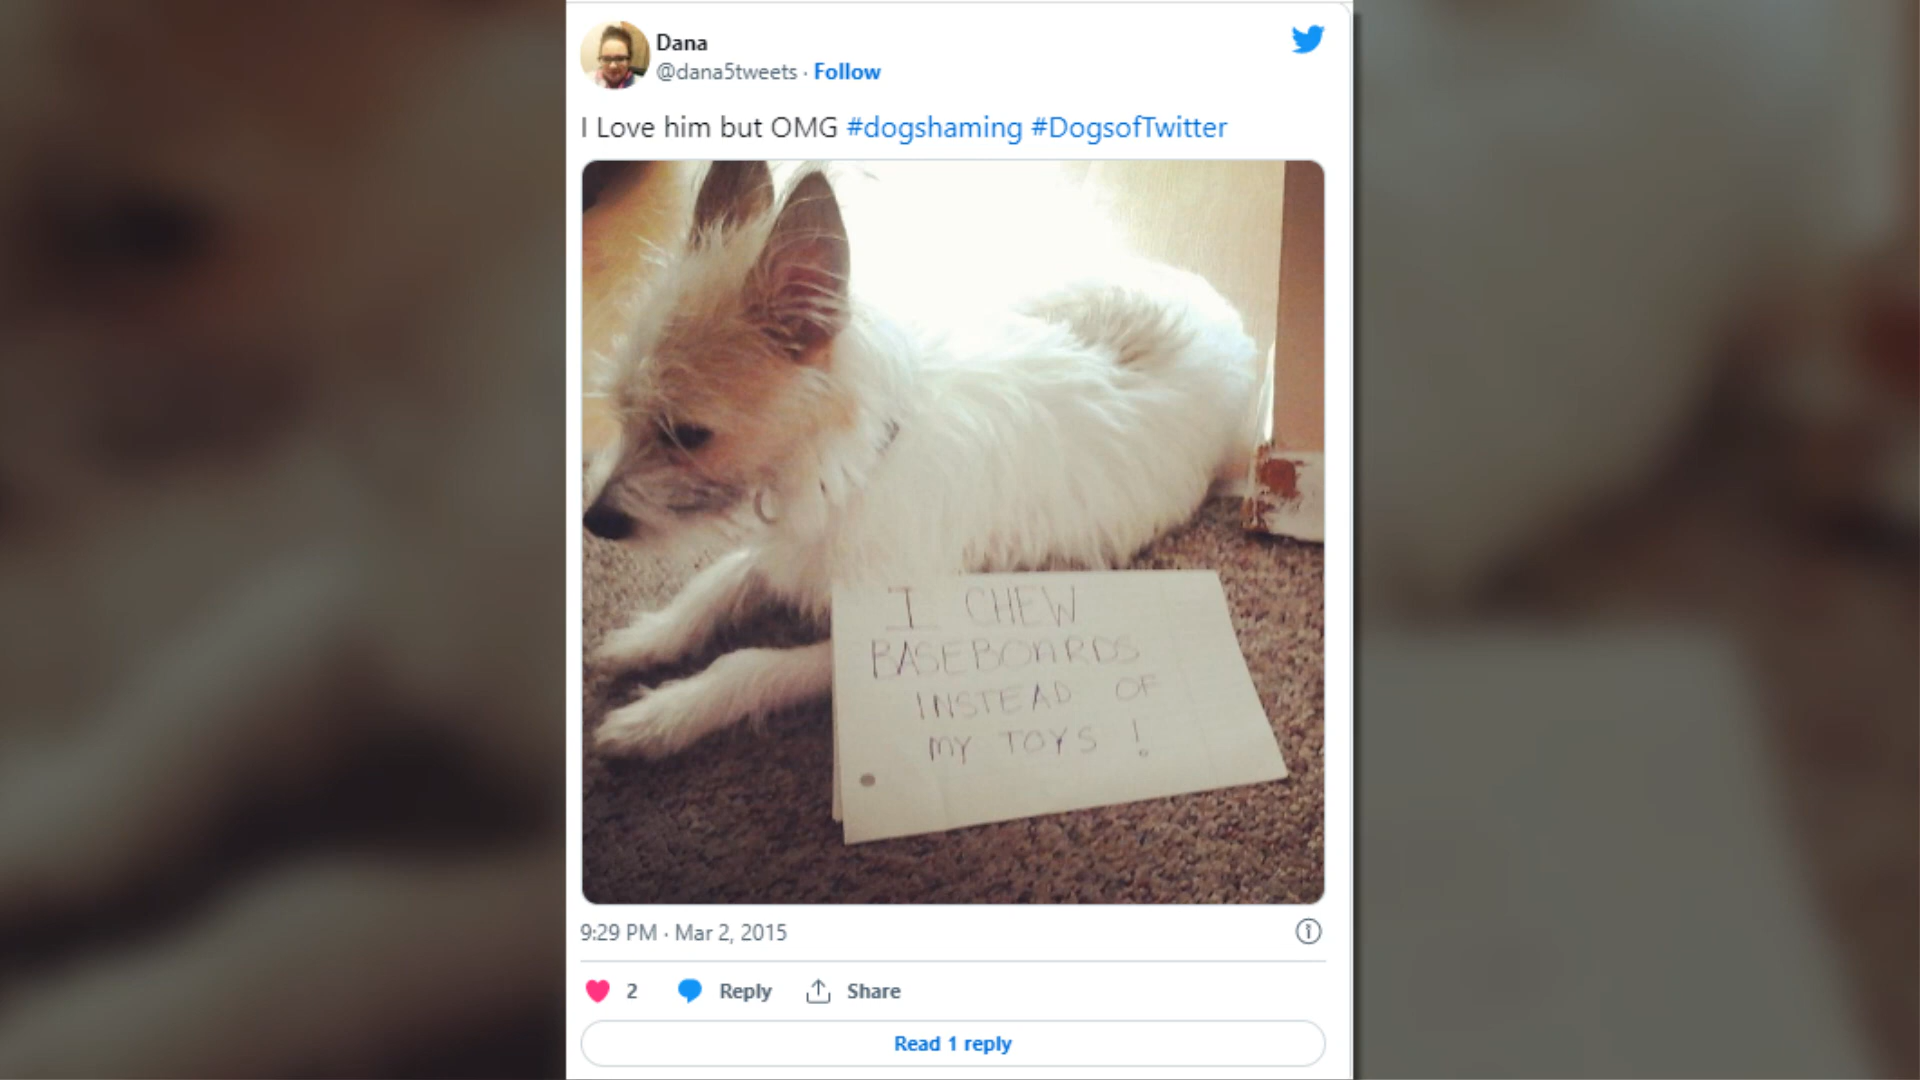 Dana
@dana5tweets · Follow
I Love him but OMG #dogshaming #DogsofTwitter
I CHEW
BASEBOARDS
INSTEAD OF
MY TOYS !
9:29 PM · Mar 2, 2015
2 Reply Share
Read 1 reply